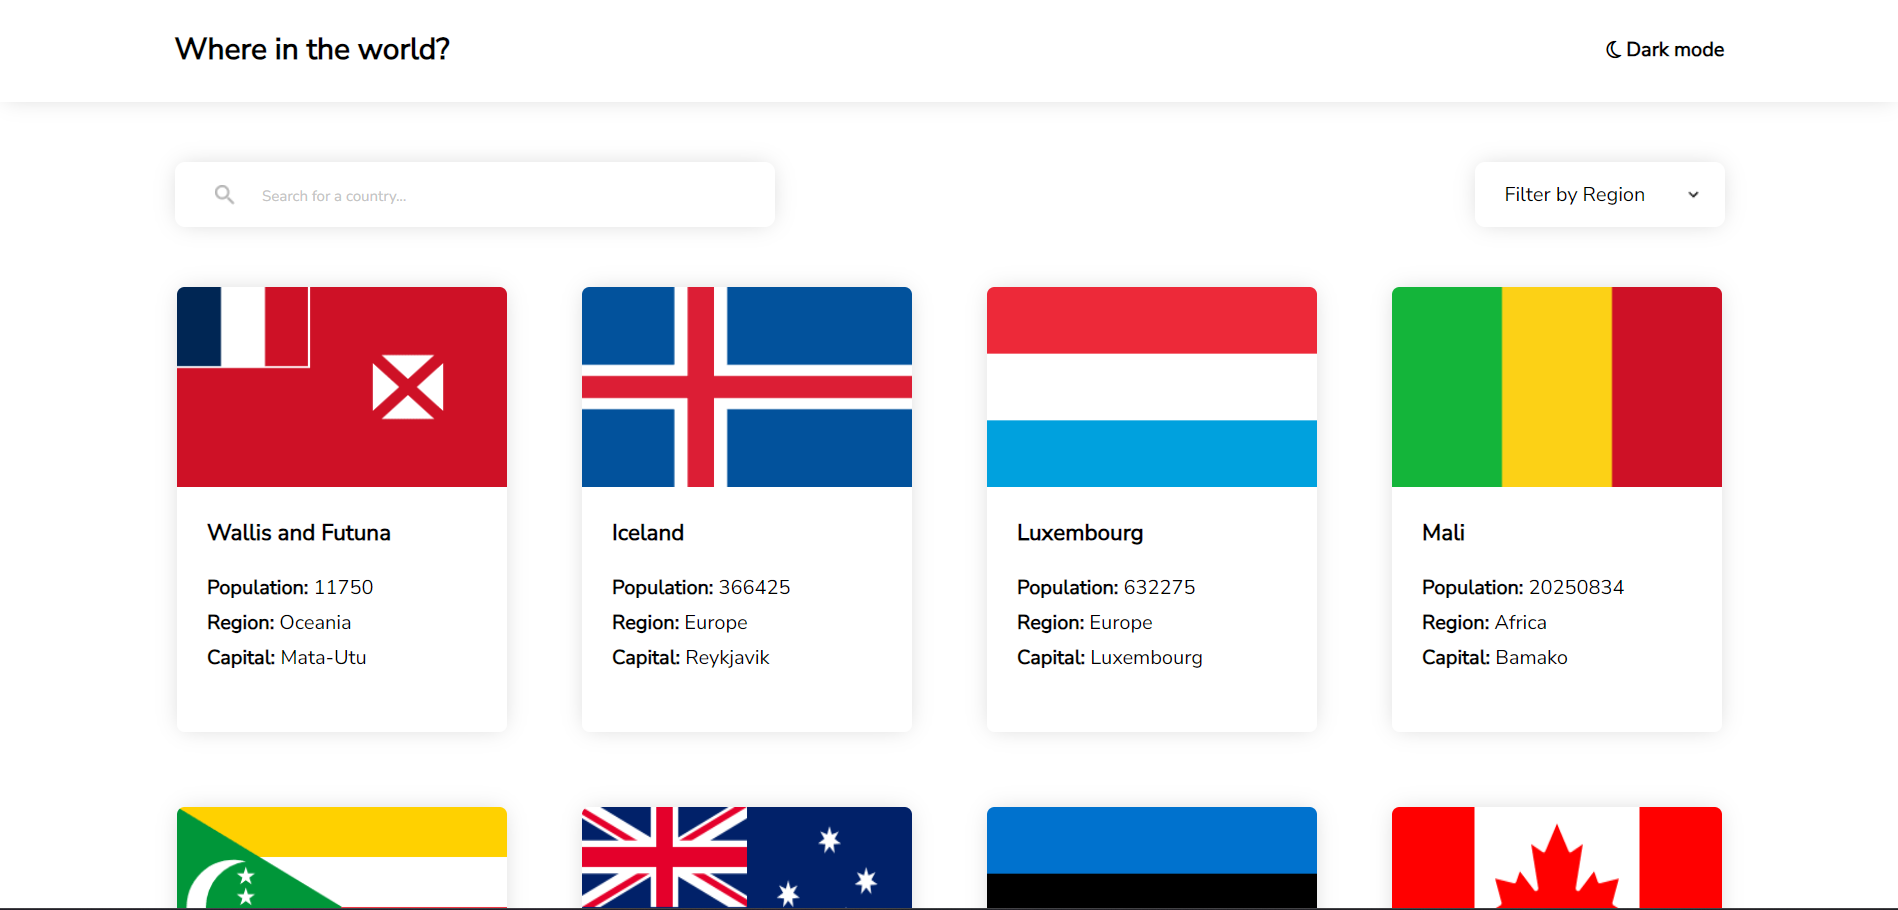 Where in the world?
Dark mode
Search for a country...
Filter by Region
Wallis and Futuna
Population: 11750
Region: Oceania
Capital: Mata-Utu
Iceland
Population: 366425
Region: Europe
Capital: Reykjavik
Luxembourg
Population: 632275
Region: Europe
Capital: Luxembourg
Mali
Population: 20250834
Region: Africa
Capital: Bamako